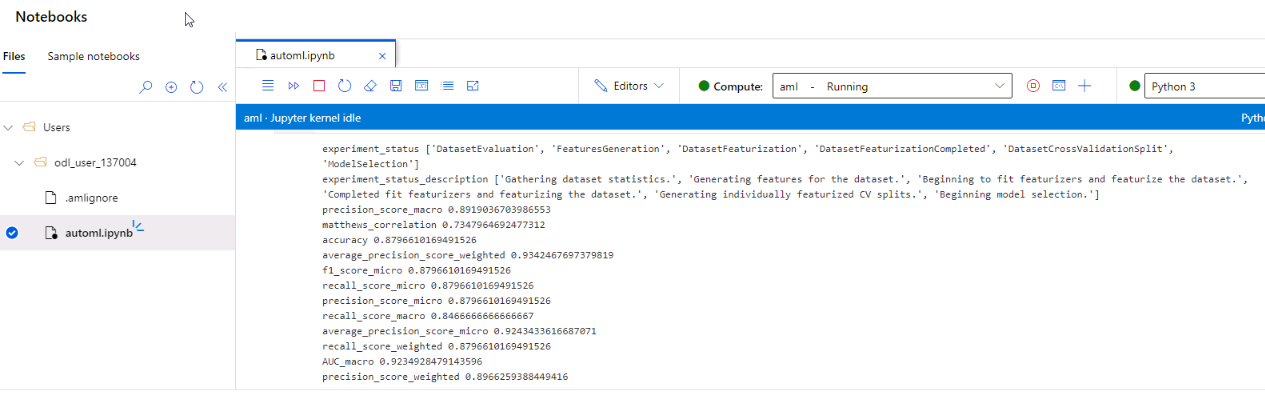 Notebooks
Files
Sample notebooks
Users
odl_user_137004
.amlignore
automl.ipynb
automl.ipynb
Editors
Compute:
aml - Running
Python 3
aml · Jupyter kernel idle
experiment_status ['DatasetEvaluation', 'FeaturesGeneration', 'DatasetFeaturization', 'DatasetFeaturizationCompleted', 'DatasetCrossValidationSplit',
'ModelSelection']
experiment_status_description ['Gathering dataset statistics.', 'Generating features for the dataset.', 'Beginning to fit featurizers and featurize the dataset.',
'Completed fit featurizers and featurizing the dataset.', 'Generating individually featurized CV splits.', 'Beginning model selection.']
precision_score_macro 0.8919036703986553
matthews_correlation 0.7347964692477312
accuracy 0.8796610169491526
average_precision_score_weighted 0.9342467697379819
f1_score_micro 0.8796610169491526
recall_score_micro 0.8796610169491526
precision_score_micro 0.8796610169491526
recall_score_macro 0.8466666666666667
average_precision_score_micro 0.9243433616687071
recall_score_weighted 0.8796610169491526
AUC_macro 0.9234928479143596
precision_score_weighted 0.8966259388449416